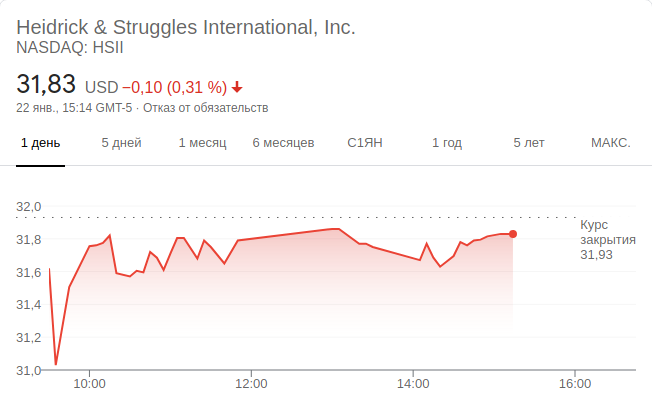 Heidrick & Struggles International, Inc.
NASDAQ: HSII
31,83 USD −0,10 (0,31 %)
22 янв., 15:14 GMT-5 · Отказ от обязательств
1 день 5 дней 1 месяц 6 месяцев С1ЯН 1 год 5 лет МАКС.
32,0
Курс
закрытия
31,93
31,8
31,6
31,4
31,2
31,0
10:00 12:00 14:00 16:00